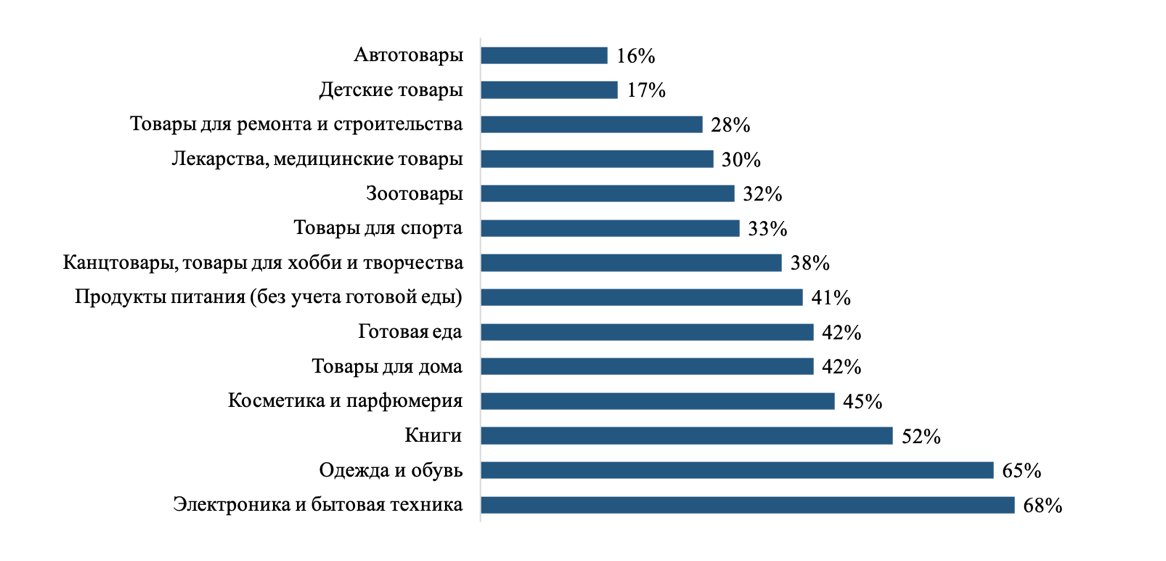 Автотовары 16%
Детские товары 17%
Товары для ремонта и строительства 28%
Лекарства, медицинские товары 30%
Зоотовары 32%
Товары для спорта 33%
Канцтовары, товары для хобби и творчества 38%
Продукты питания (без учета готовой еды) 41%
Готовая еда 42%
Товары для дома 42%
Косметика и парфюмерия 45%
Книги 52%
Одежда и обувь 65%
Электроника и бытовая техника 68%